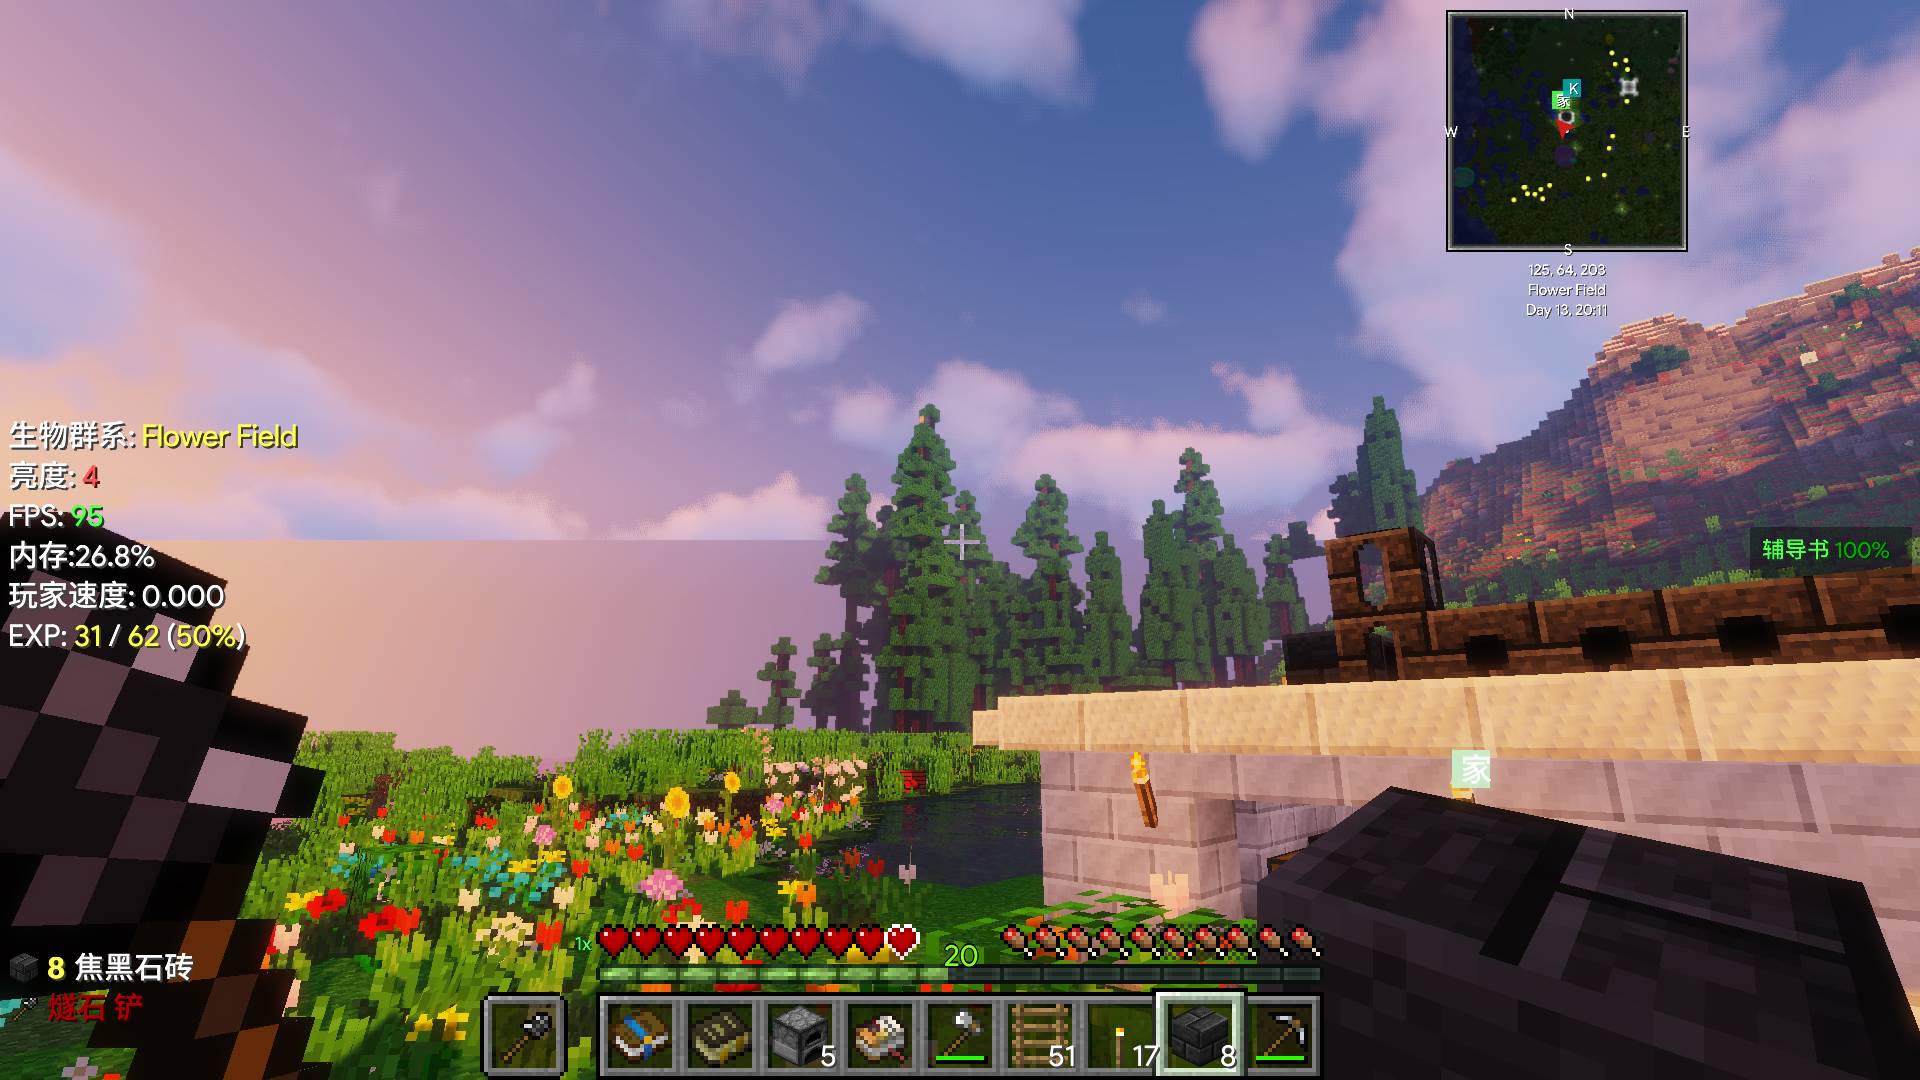 N
K
家
W
E
S
125, 64, 203
Flower Field
Day 13, 20:11
生物群系: Flower Field
亮度: 4
FPS: 95
内存:26.8%
玩家速度: 0.000
EXP: 31 / 62 (50%)
辅导书 100%
家
1x
20
8 焦黑石砖
燧石 铲
5
51
17
8